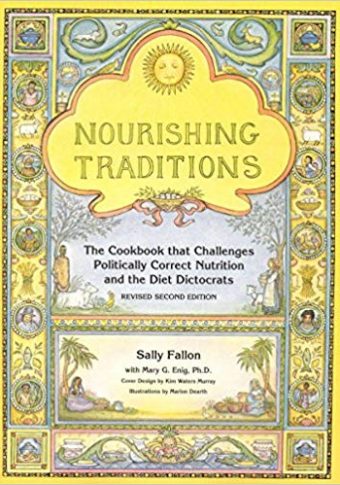 NOURISHING
TRADITIONS
The Cookbook that Challenges
Politically Correct Nutrition
and the Diet Dictocrats
REVISED SECOND EDITION
Sally Fallon
with Mary G. Enig, Ph.D.
Cover Design by Kim Waters Murray
Illustrations by Marion Dearth